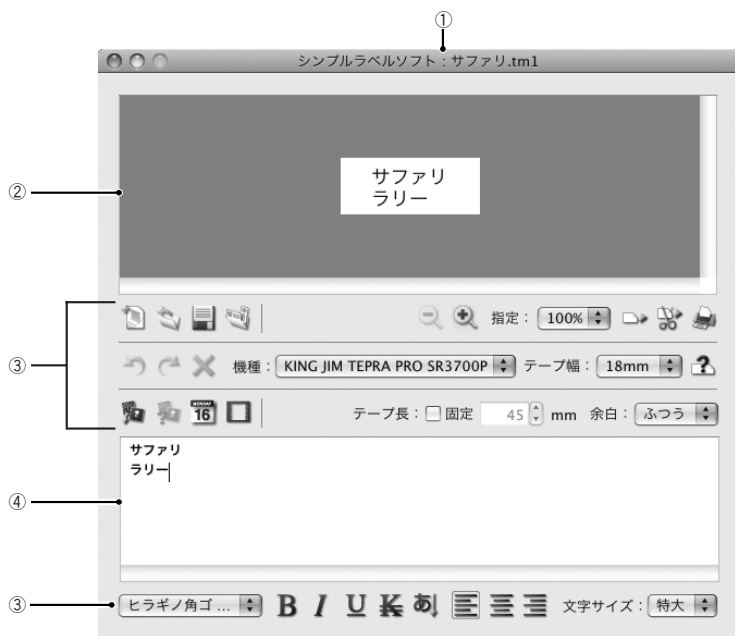 ①
シンプルラベルソフト：サファリ.tm1
②
サファリ
ラリー
③
指定： 100%
機種： KING JIM TEPRA PRO SR3700P テープ幅： 18mm
MONDAY
16
テープ長： 固定 45 mm 余白： ふつう
④
サファリ
ラリー
③
ヒラギノ角ゴ ... B I U K あ 文字サイズ： 特大